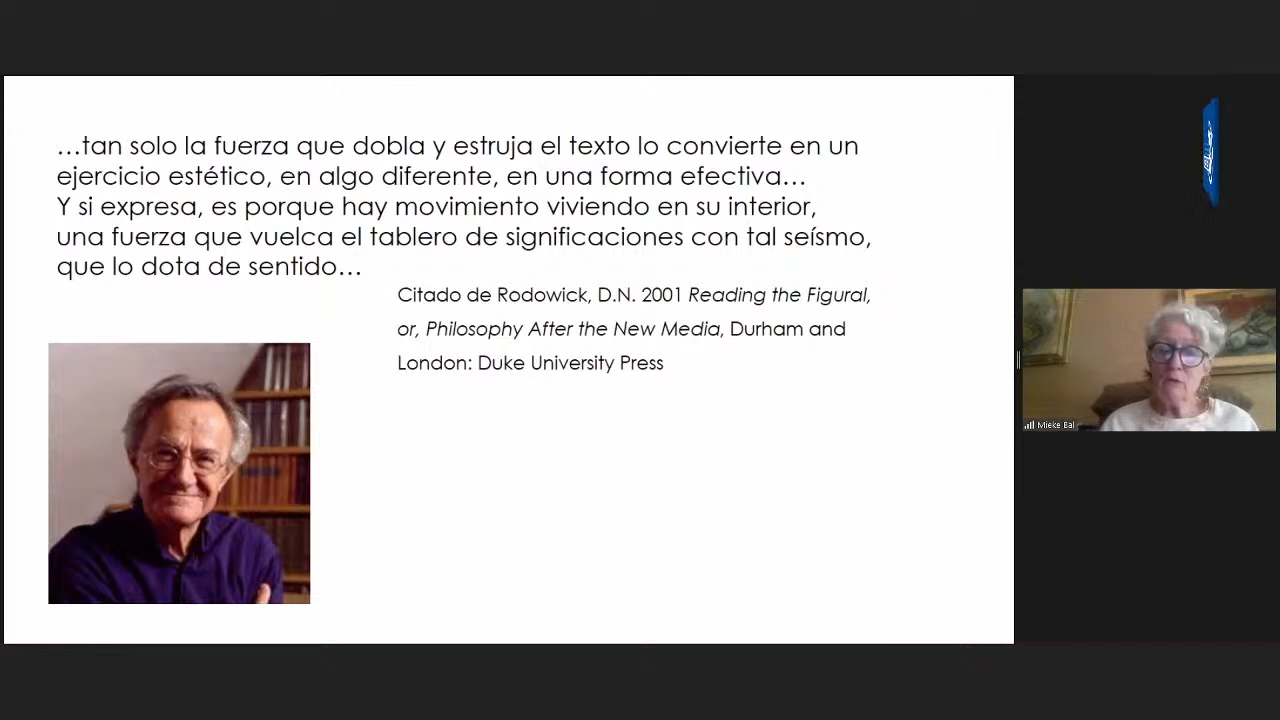 …tan solo la fuerza que dobla y estruja el texto lo convierte en un
ejercicio estético, en algo diferente, en una forma efectiva…
Y si expresa, es porque hay movimiento viviendo en su interior,
una fuerza que vuelca el tablero de significaciones con tal seísmo,
que lo dota de sentido…
Citado de Rodowick, D.N. 2001 Reading the Figural,
or, Philosophy After the New Media, Durham and
London: Duke University Press
Mieke Bal